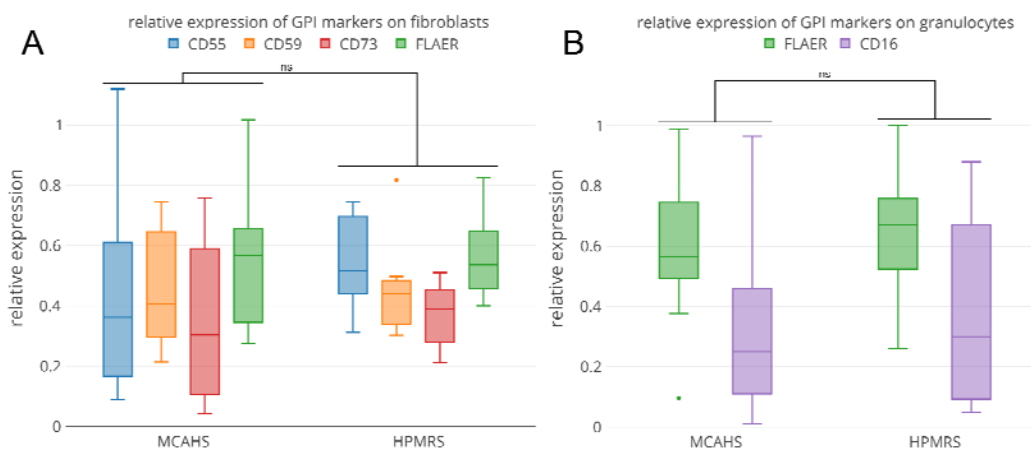 A
relative expression of GPI markers on fibroblasts
CD55 CD59 CD73 FLAER
ns
1
0.8
0.6
0.4
0.2
0
relative expression
MCAHS HPMRS
B
relative expression of GPI markers on granulocytes
FLAER CD16
ns
1
0.8
0.6
0.4
0.2
0
relative expression
MCAHS HPMRS